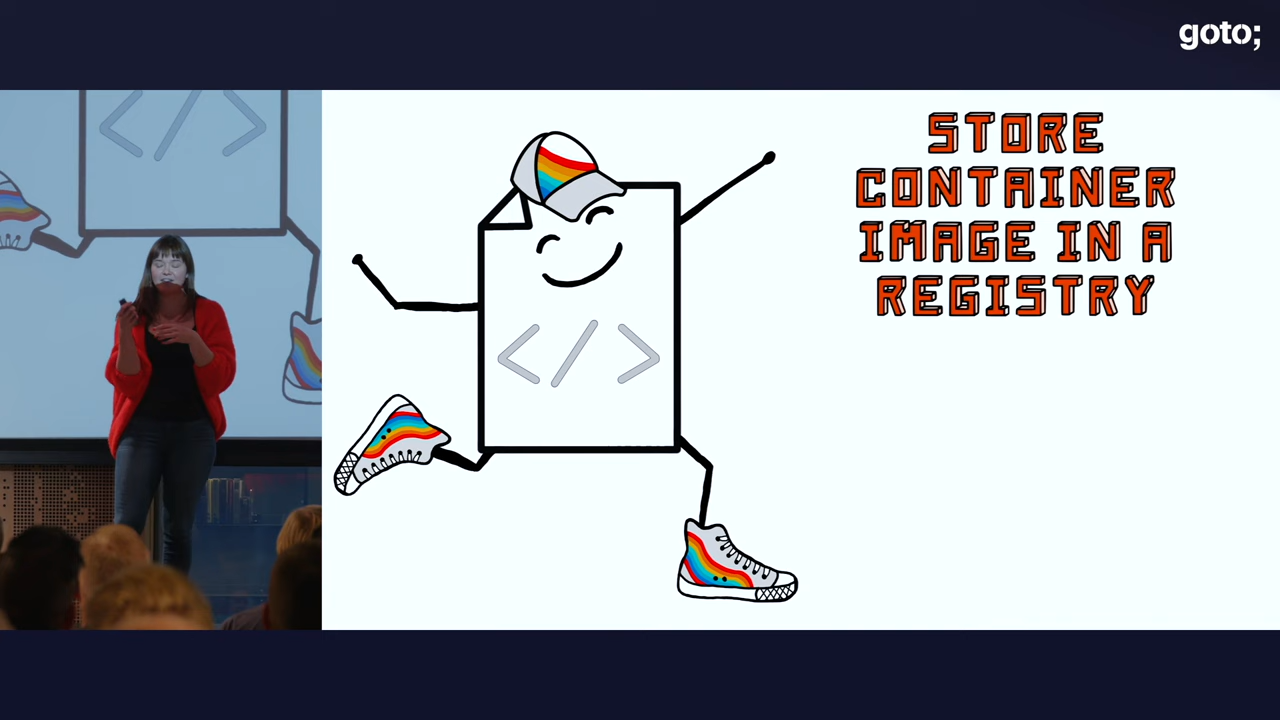 goto;
STORE
CONTAINER
IMAGE IN A
REGISTRY
</>
</>